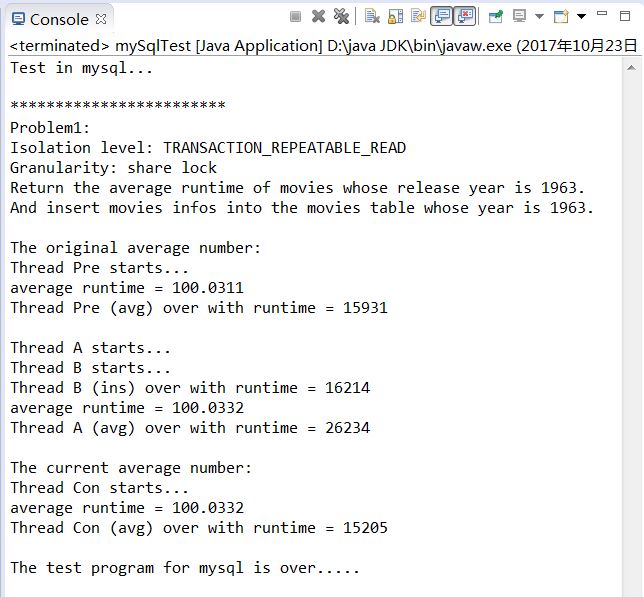 Console
<terminated> mySqlTest [Java Application] D:\java JDK\bin\javaw.exe (2017年10月23日
Test in mysql...
************************
Problem1:
Isolation level: TRANSACTION_REPEATABLE_READ
Granularity: share lock
Return the average runtime of movies whose release year is 1963.
And insert movies infos into the movies table whose year is 1963.
The original average number:
Thread Pre starts...
average runtime = 100.0311
Thread Pre (avg) over with runtime = 15931
Thread A starts...
Thread B starts...
Thread B (ins) over with runtime = 16214
average runtime = 100.0332
Thread A (avg) over with runtime = 26234
The current average number:
Thread Con starts...
average runtime = 100.0332
Thread Con (avg) over with runtime = 15205
The test program for mysql is over.....